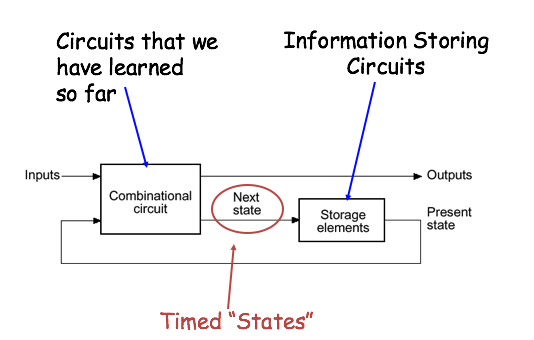 Circuits that we
have learned
so far
Information Storing
Circuits
Inputs
Combinational
circuit
Next
state
Storage
elements
Outputs
Present
state
Timed “States”